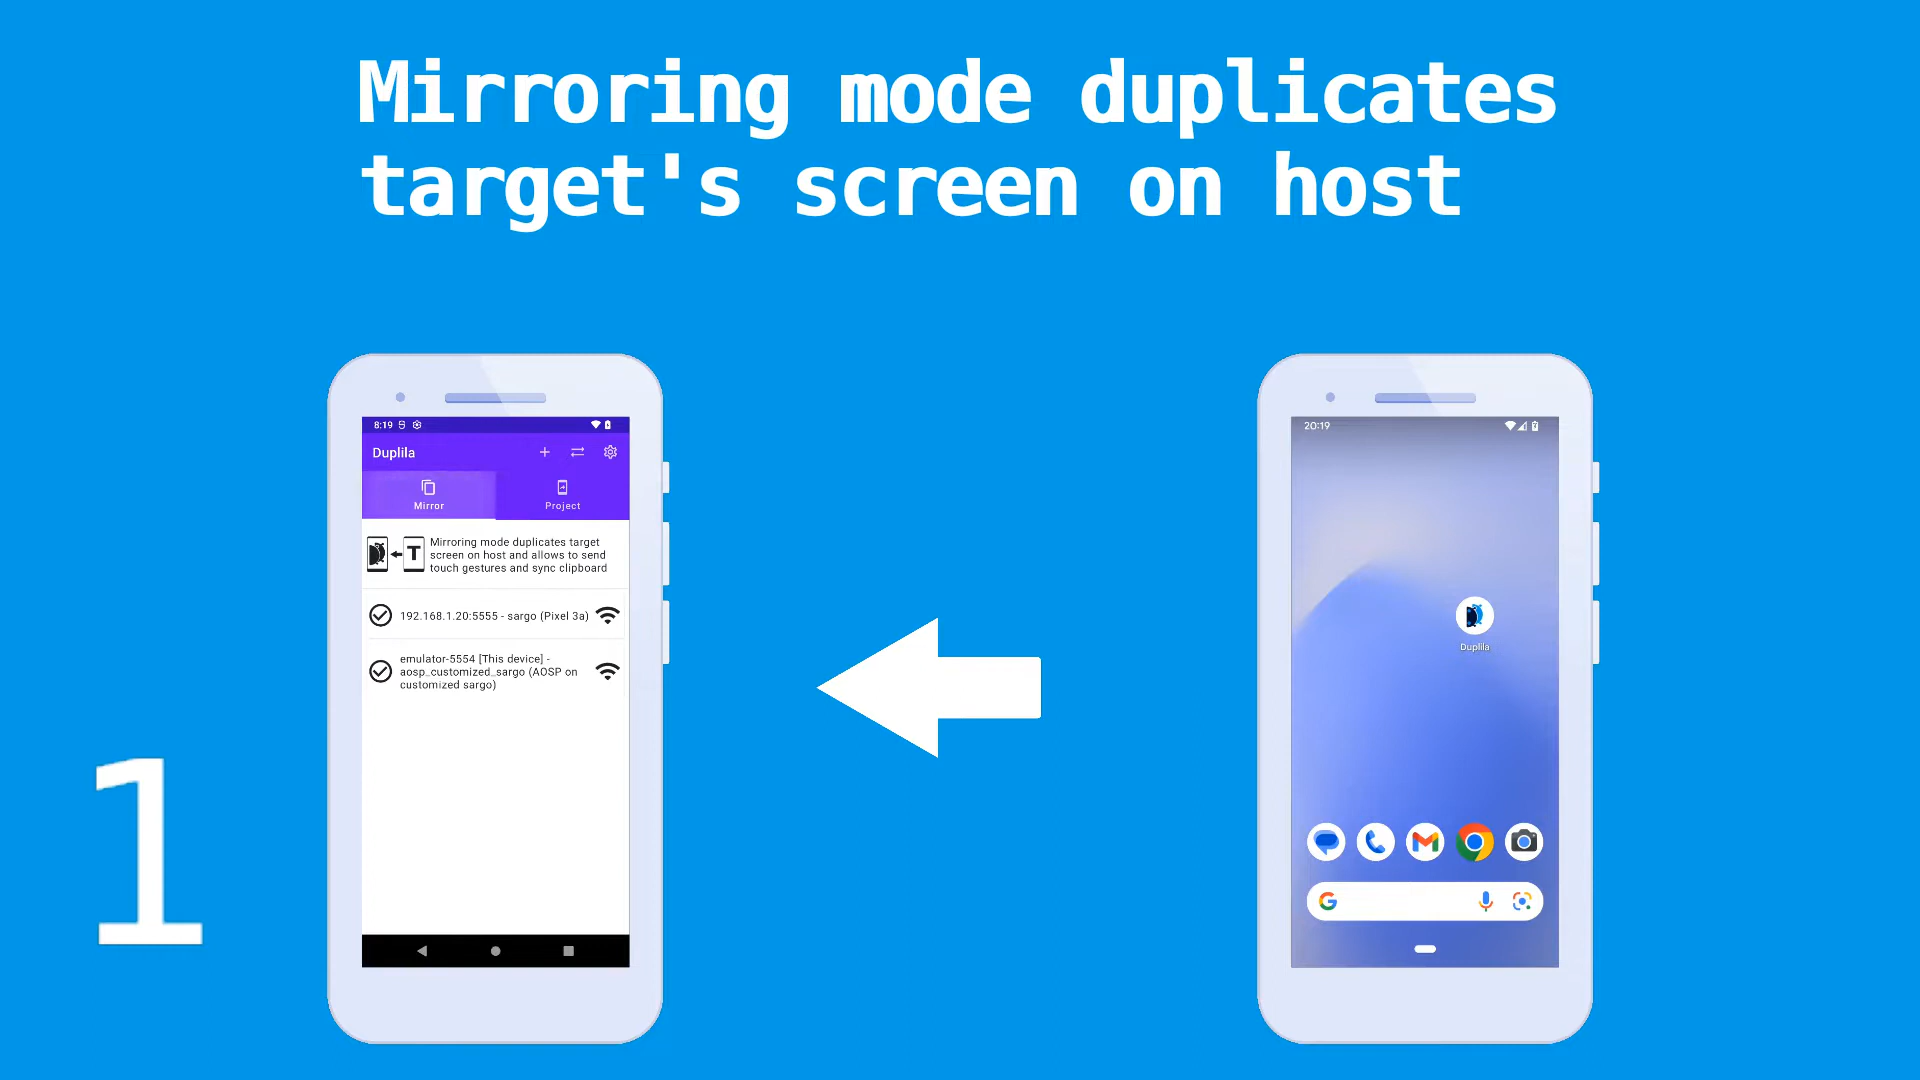 Mirroring mode duplicates
target's screen on host
8:19
Duplila
Mirror
Project
T
Mirroring mode duplicates target
screen on host and allows to send
touch gestures and sync clipboard
192.168.1.20:5555 - sargo (Pixel 3a)
emulator-5554 [This device] -
aosp_customized_sargo (AOSP on
customized sargo)
20:19
Duplila
1